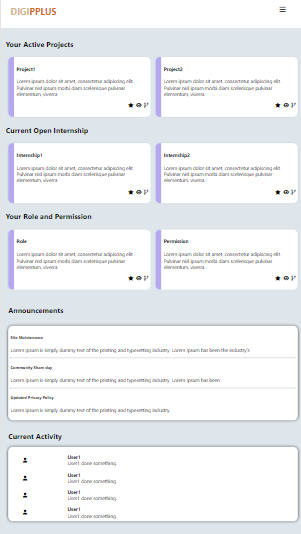 DIGIPPLUS
Your Active Projects
Project1
Lorem ipsum dolor sit amet, consectetur adipiscing elit.
Pulvinar nisl ipsum morbi diam scelerisque pulvinar
elementum, viverra
Project2
Lorem ipsum dolor sit amet, consectetur adipiscing elit.
Pulvinar nisl ipsum morbi diam scelerisque pulvinar
elementum, viverra
Current Open Internship
Internship1
Lorem ipsum dolor sit amet, consectetur adipiscing elit.
Pulvinar nisl ipsum morbi diam scelerisque pulvinar
elementum, viverra
Internship2
Lorem ipsum dolor sit amet, consectetur adipiscing elit.
Pulvinar nisl ipsum morbi diam scelerisque pulvinar
elementum, viverra
Your Role and Permission
Role
Lorem ipsum dolor sit amet, consectetur adipiscing elit.
Pulvinar nisl ipsum morbi diam scelerisque pulvinar
elementum, viverra
Permission
Lorem ipsum dolor sit amet, consectetur adipiscing elit.
Pulvinar nisl ipsum morbi diam scelerisque pulvinar
elementum, viverra
Announcements
Site Maintenance
Lorem Ipsum is simply dummy text of the printing and typesetting industry. Lorem Ipsum has been the industry's
Community Share day
Lorem Ipsum is simply dummy text of the printing and typesetting industry. Lorem Ipsum has been
Updated Privacy Policy
Lorem Ipsum is simply dummy text of the printing and typesetting industry.
Current Activity
User1
User1 done something.
User1
User1 done something.
User1
User1 done something.
User1
User1 done something.